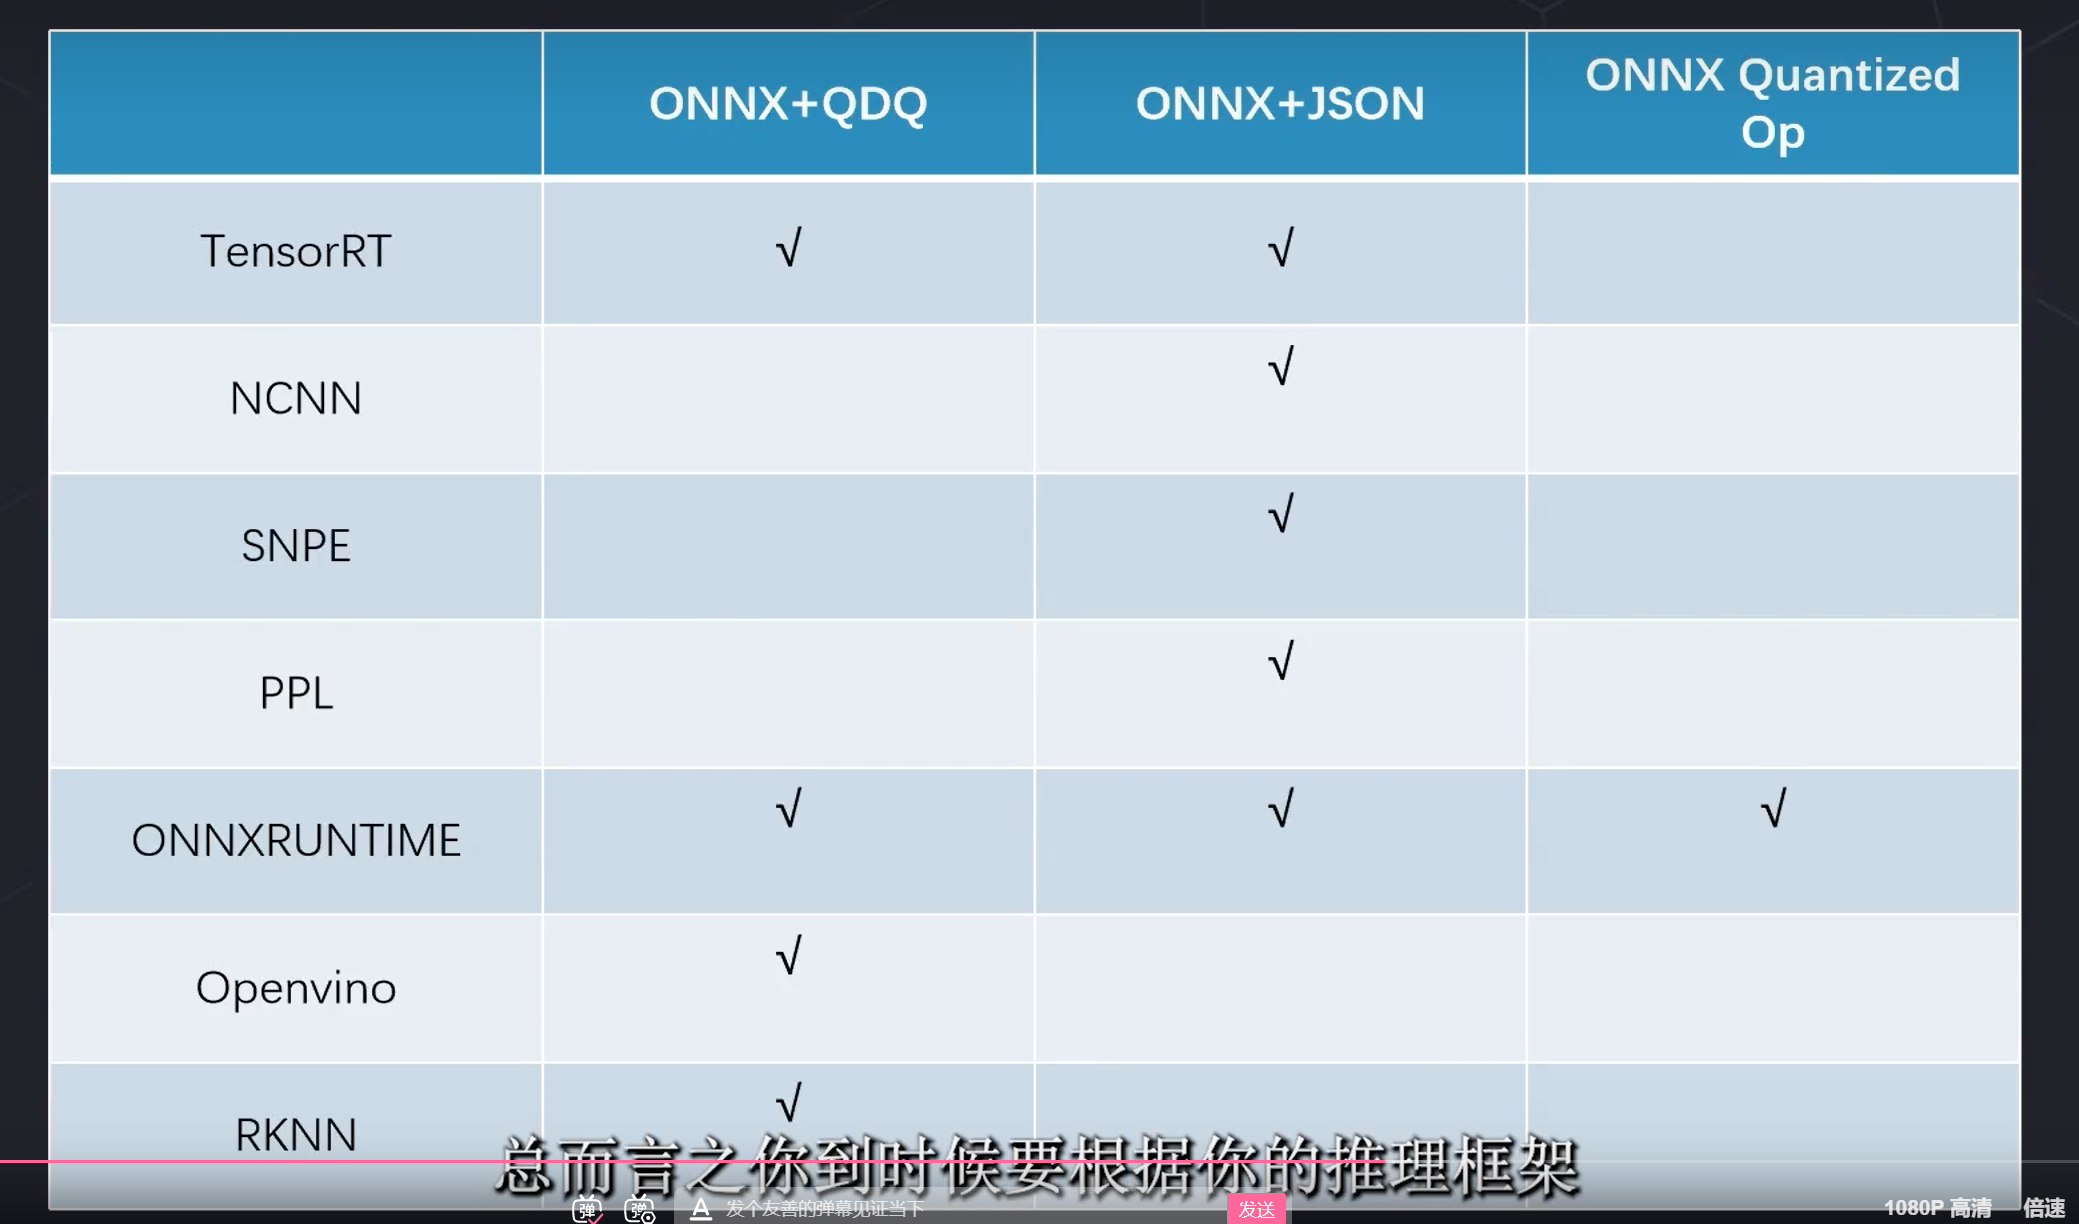 ONNX+QDQ
ONNX+JSON
ONNX Quantized
Op
TensorRT
√
√
NCNN
√
SNPE
√
PPL
√
ONNXRUNTIME
√
√
√
Openvino
√
RKNN
√
总而言之你到时候要根据你的推理框架
弹
弹
A
发个友善的弹幕见证当下
发送
1080P 高清
倍速